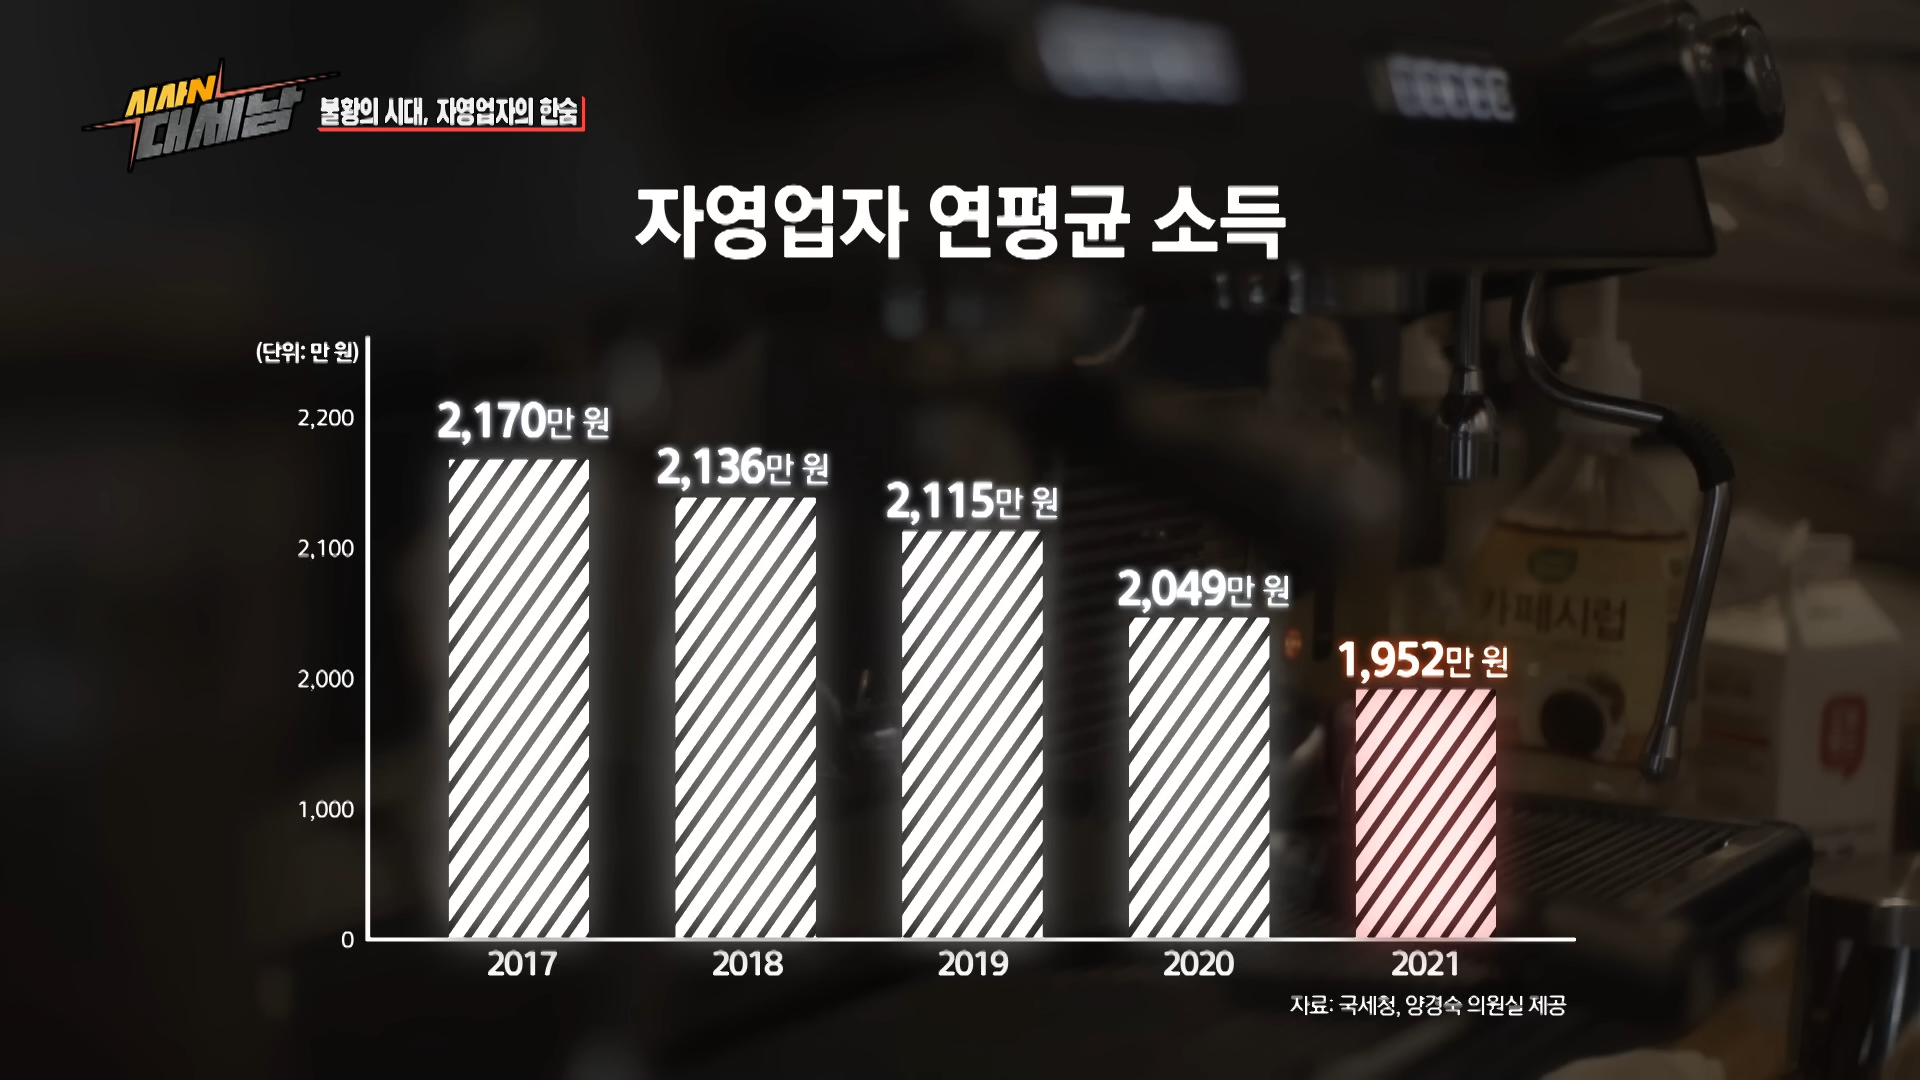 시사N
대세남
불황의 시대, 자영업자의 한숨
자영업자 연평균 소득
(단위: 만 원)
2,200
2,100
2,000
1,000
0
2,170만 원
2,136만 원
2,115만 원
2,049만 원
1,952만 원
2017
2018
2019
2020
2021
자료: 국세청, 양경숙 의원실 제공
카페시럽